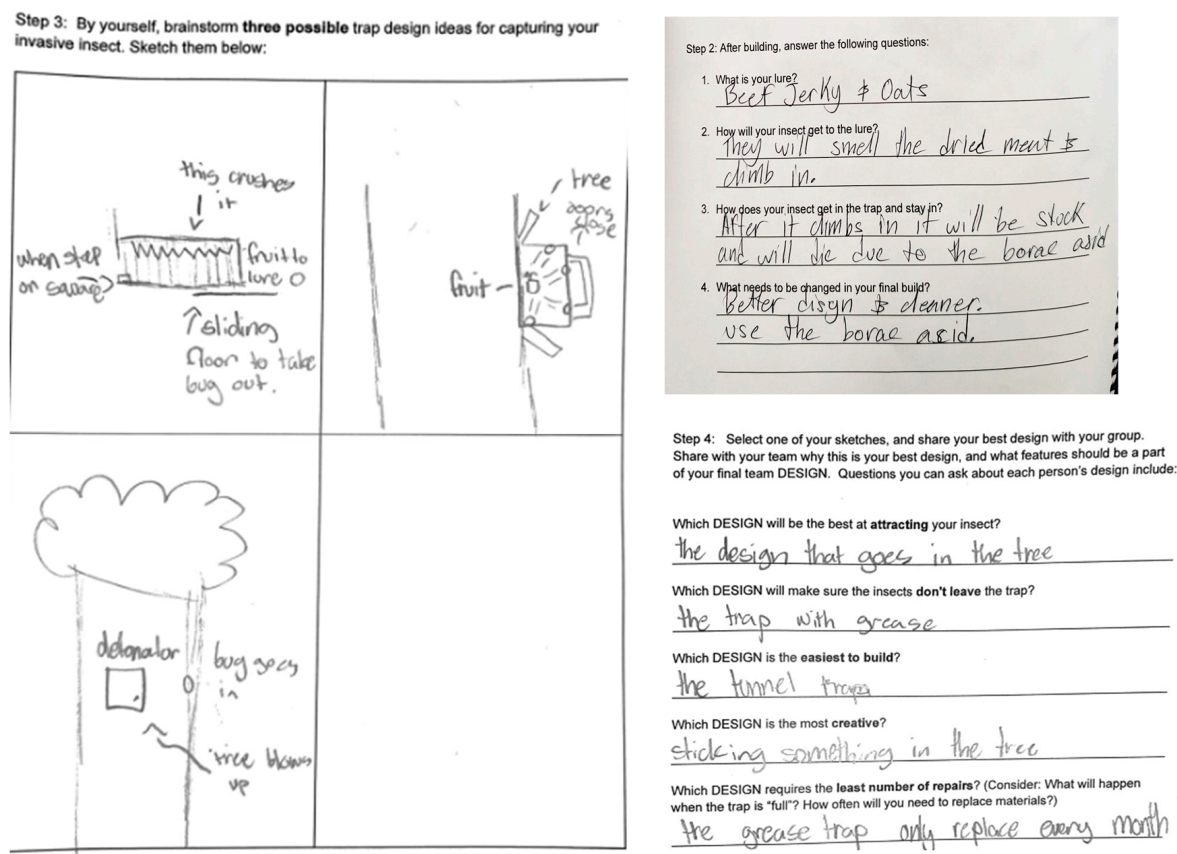 Step 3: By yourself, brainstorm three possible trap design ideas for capturing your
invasive insect. Sketch them below:
this crushes
it
when step
on square
fruit to
lure
sliding
floor to take
bug out.
tree
doors
close
fruit
detonator
bug goes
in
tree blows
up
Step 2: After building, answer the following questions:
1. What is your lure?
Beef Jerky & Oats
2. How will your insect get to the lure?
They will smell the dried meat &
climb in.
3. How does your insect get in the trap and stay in?
After it climbs in it will be stock
and will die due to the borae asid
4. What needs to be changed in your final build?
Better disgn & cleaner.
use the borae asid.
Step 4: Select one of your sketches, and share your best design with your group.
Share with your team why this is your best design, and what features should be a part
of your final team DESIGN. Questions you can ask about each person's design include:
Which DESIGN will be the best at attracting your insect?
the design that goes in the tree
Which DESIGN will make sure the insects don't leave the trap?
the trap with grease
Which DESIGN is the easiest to build?
the tunnel traps
Which DESIGN is the most creative?
sticking something in the tree
Which DESIGN requires the least number of repairs? (Consider: What will happen
when the trap is "full"? How often will you need to replace materials?)
the grease trap only replace every month